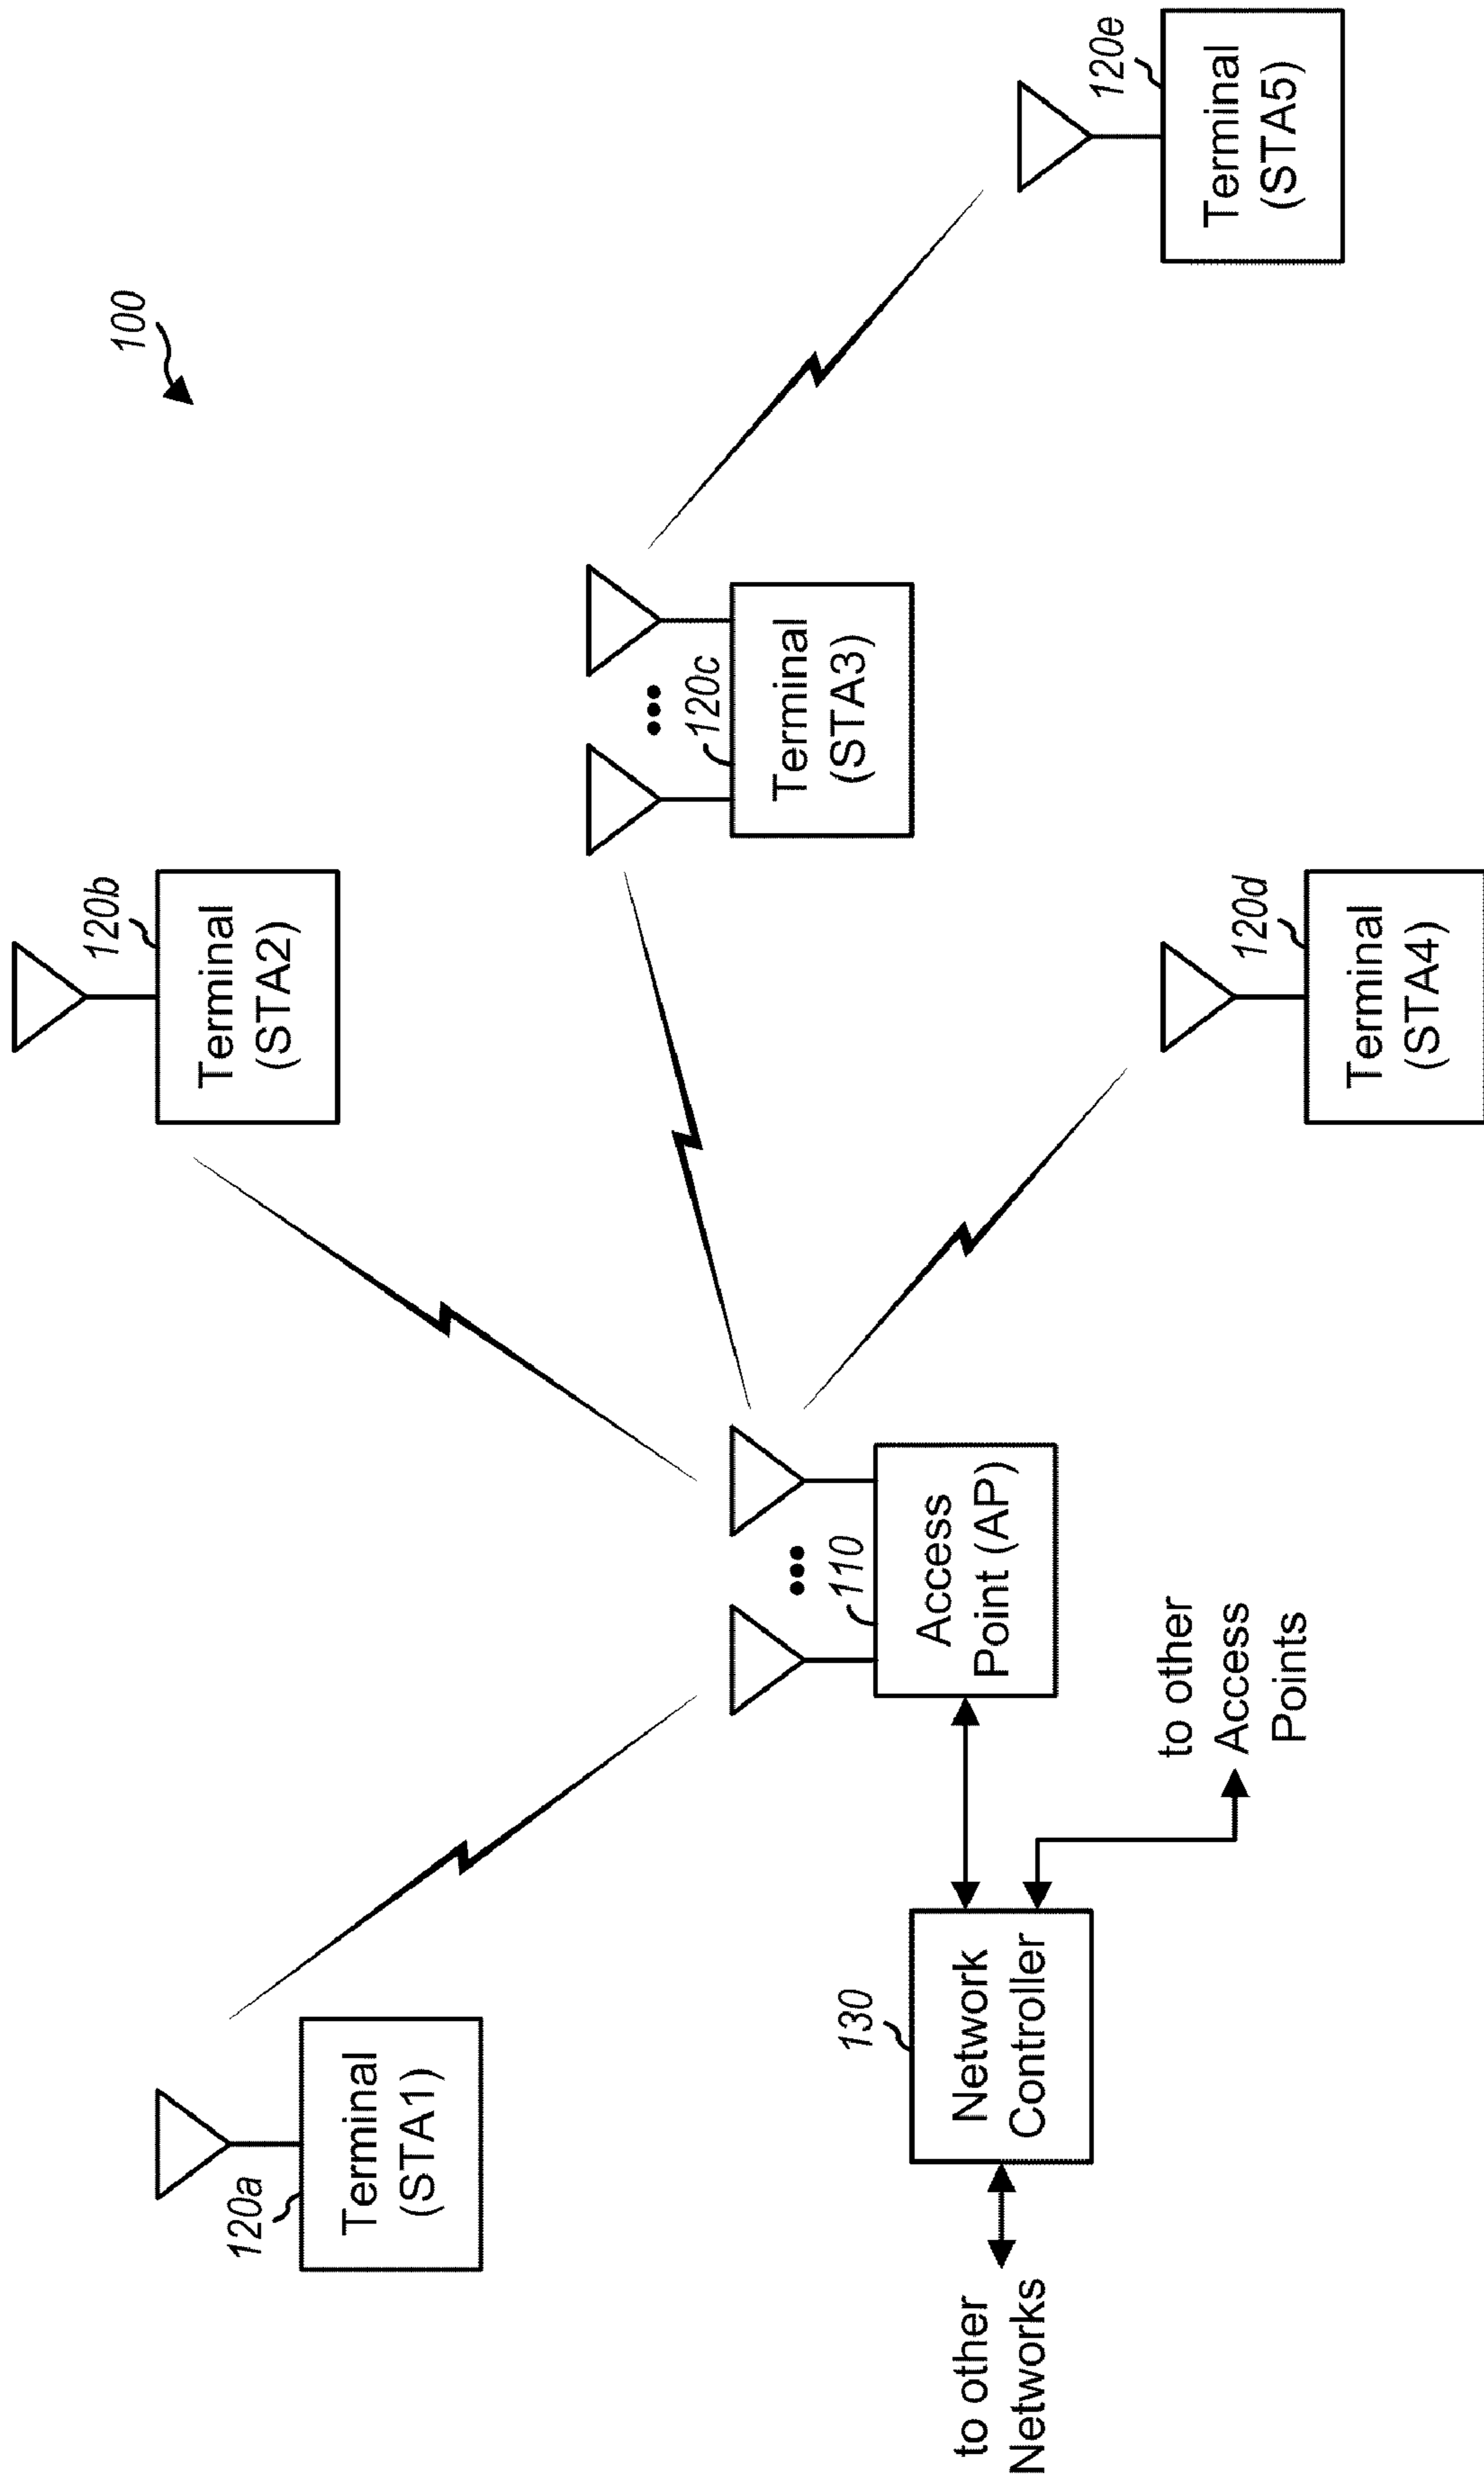 100
120b
Terminal
(STA2)
120a
Terminal
(STA1)
120c
Terminal
(STA3)
120e
Terminal
(STA5)
110
Access
Point (AP)
130
Network
Controller
to other
Networks
to other
Access
Points
120d
Terminal
(STA4)